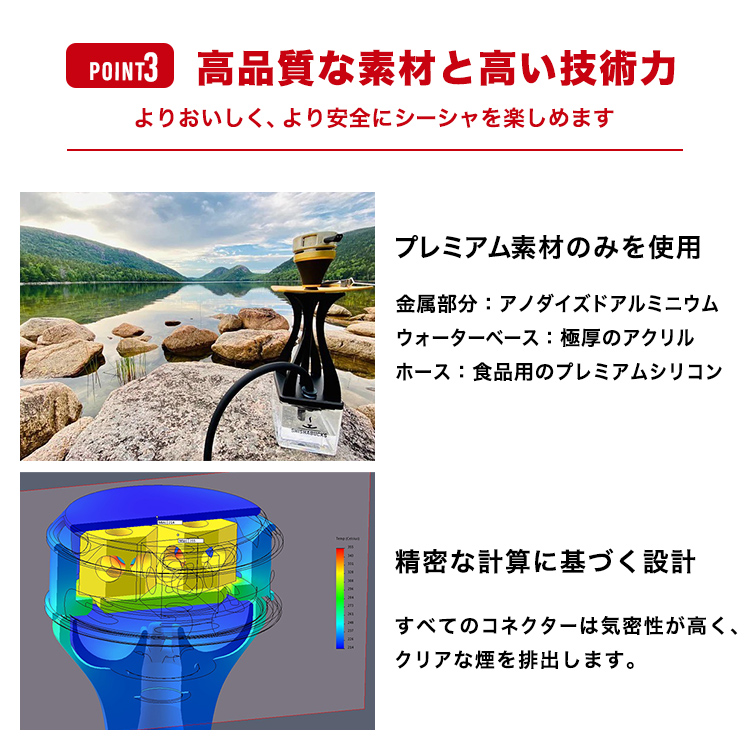 POINT3 高品質な素材と高い技術力
よりおいしく、より安全にシーシャを楽しめます
プレミアム素材のみを使用
金属部分：アノダイズドアルミニウム
ウォーターベース：極厚のアクリル
ホース：食品用のプレミアムシリコン
SHISHABUCKS
精密な計算に基づく設計
すべてのコネクターは気密性が高く、
クリアな煙を排出します。